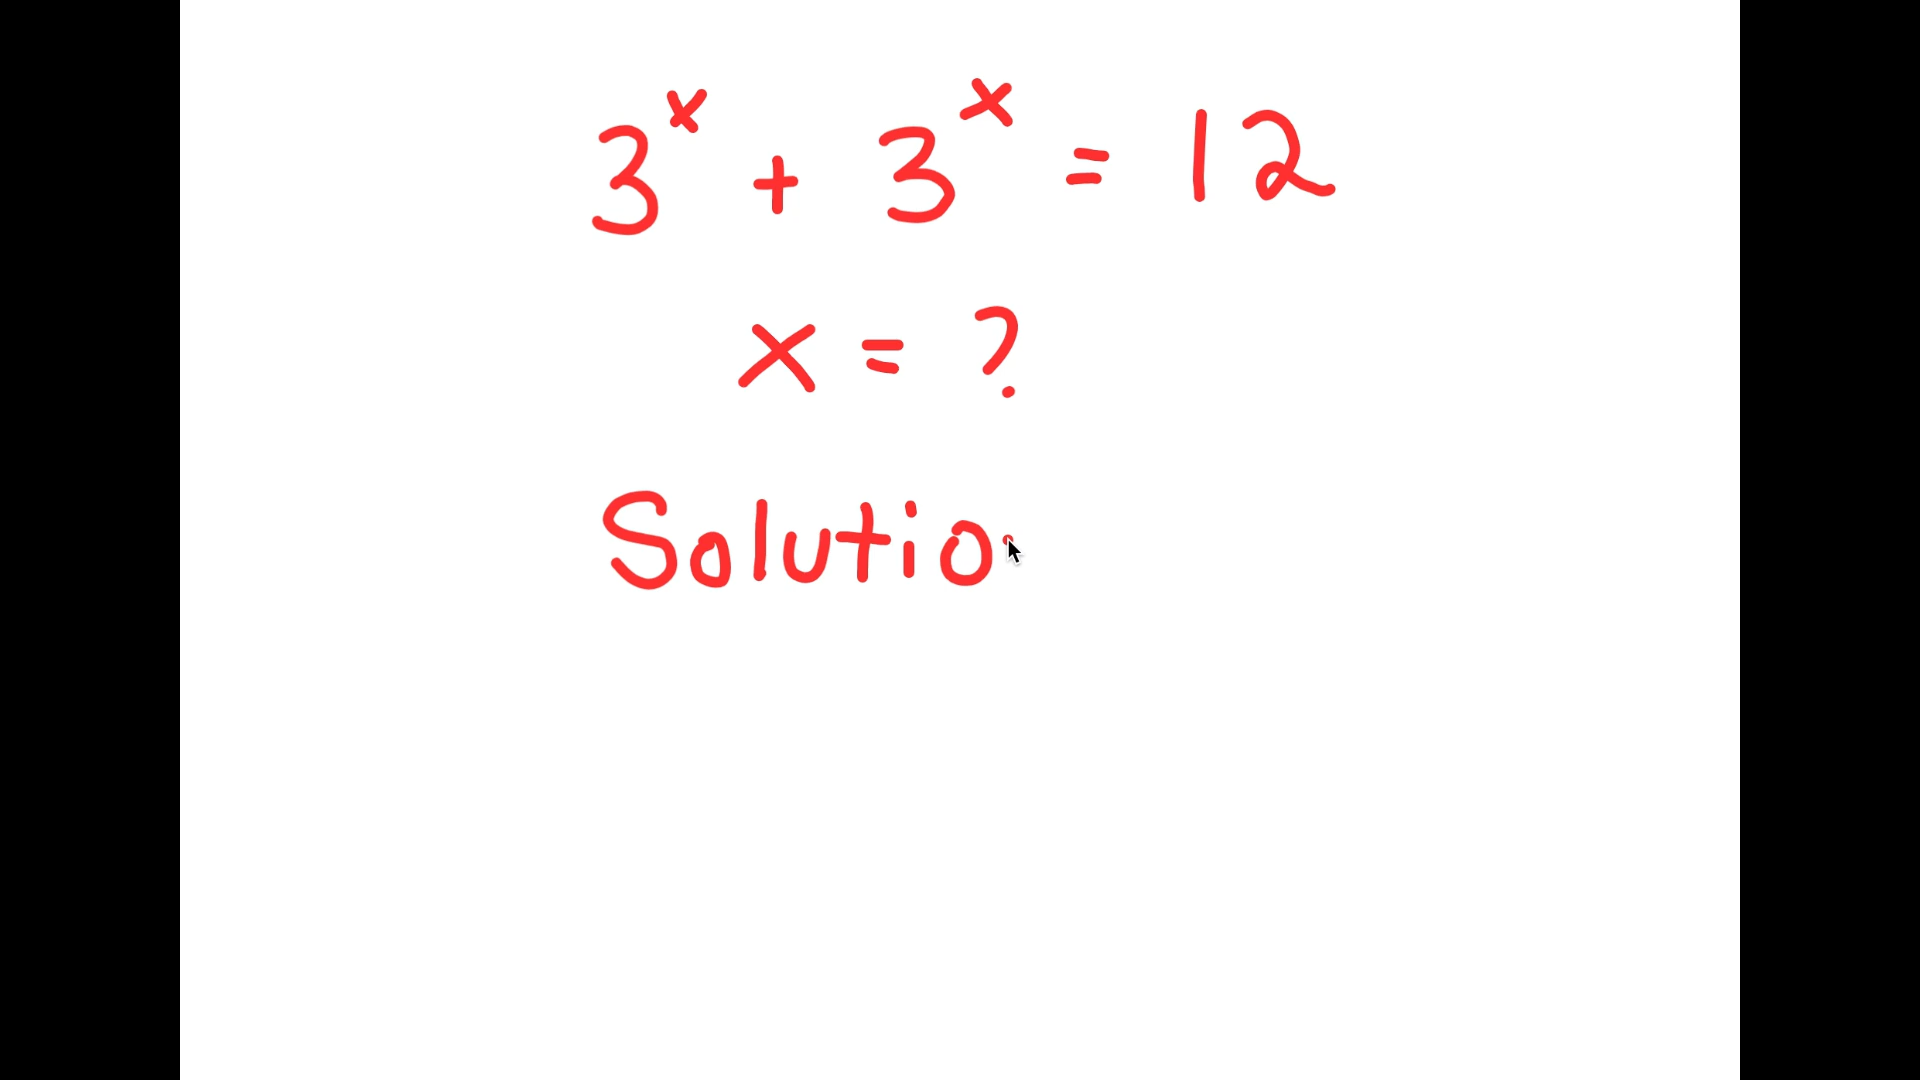 3^x + 3^x = 12
x = ?
Solutio